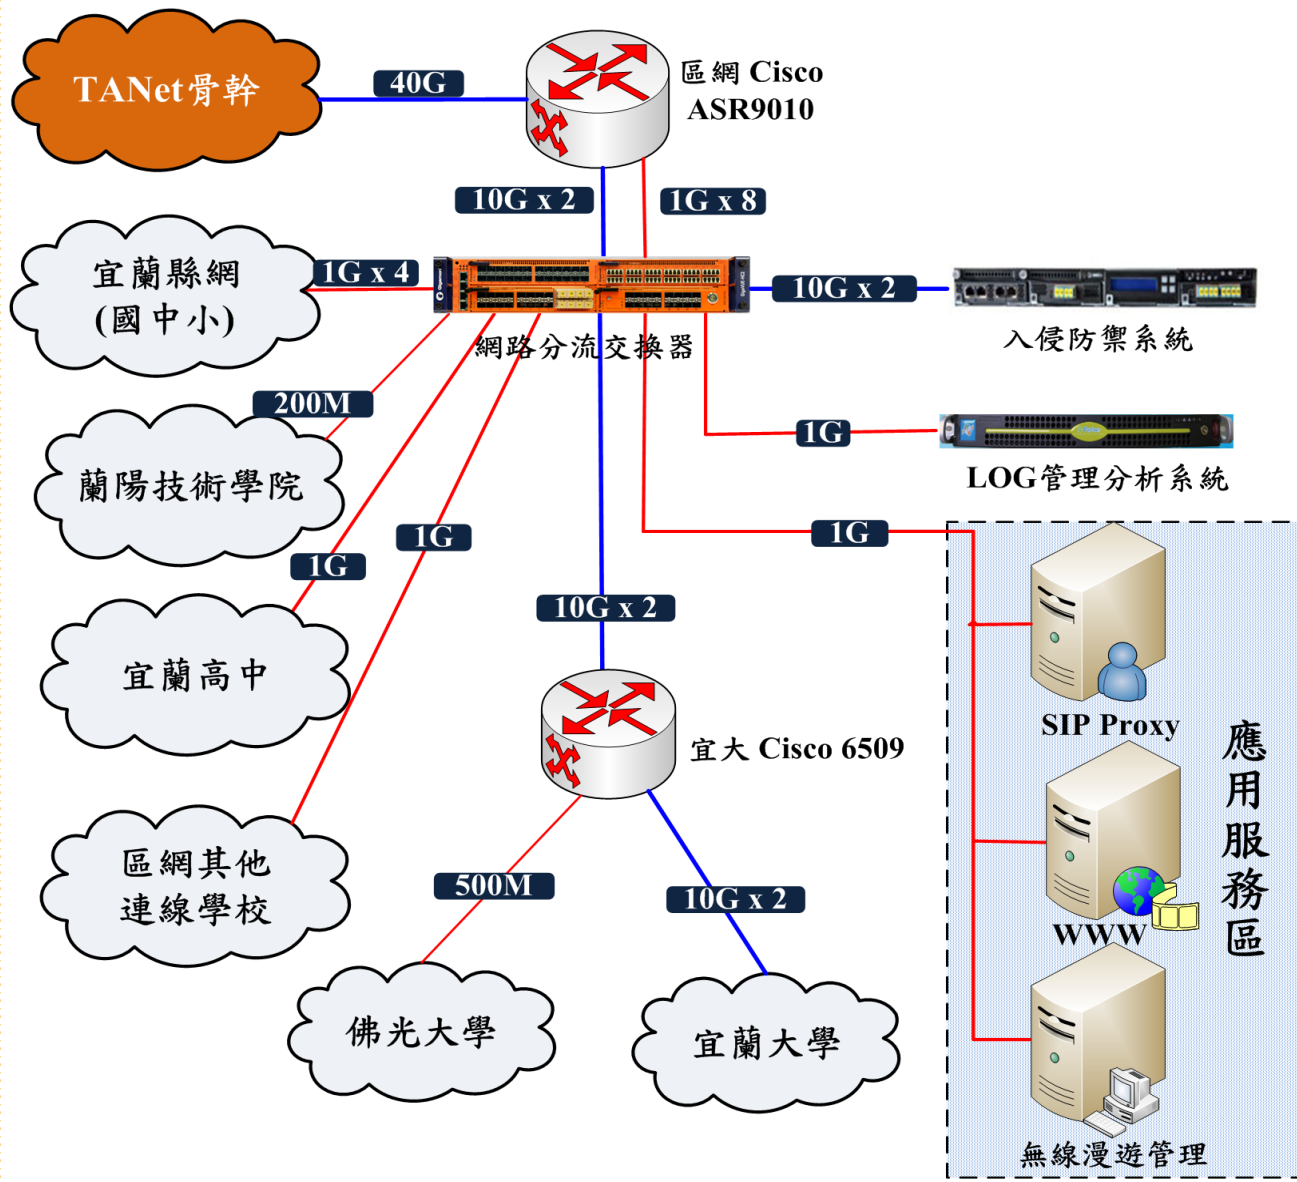 TANet骨幹
40G
區網 Cisco
ASR9010
10G x 2
1G x 8
宜蘭縣網
(國中小)
1G x 4
網路分流交換器
10G x 2
入侵防禦系統
200M
蘭陽技術學院
1G
LOG管理分析系統
1G
1G
1G
宜蘭高中
10G x 2
宜大 Cisco 6509
SIP Proxy
應用服務區
區網其他
連線學校
500M
10G x 2
WWW
佛光大學
宜蘭大學
無線漫遊管理